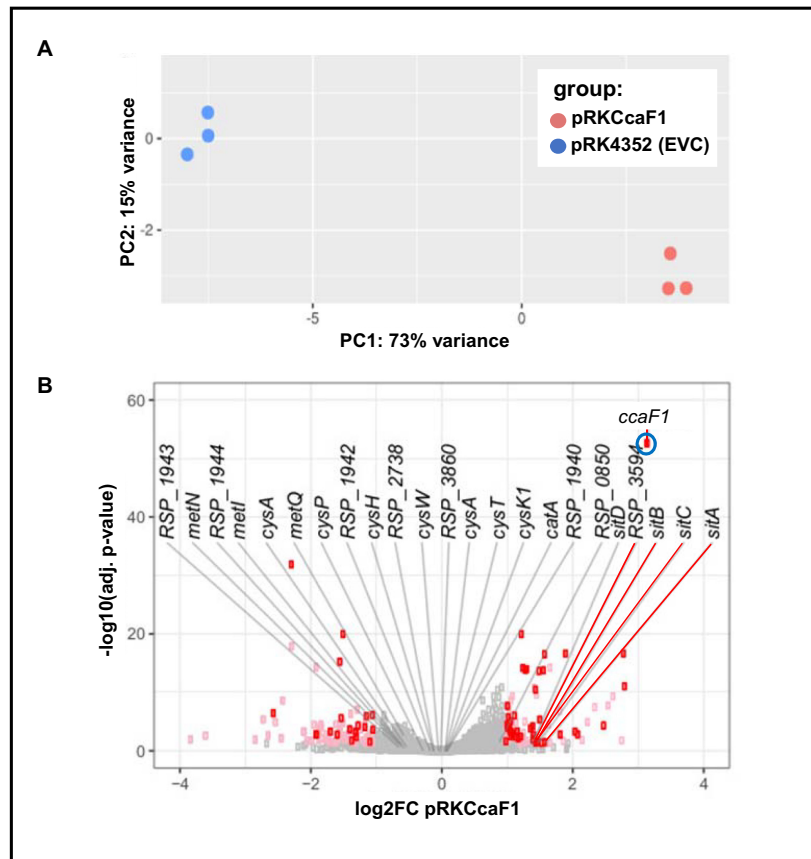 A
group:
pRKCcaF1
pRK4352 (EVC)
PC2: 15% variance
0
-2
-5
0
PC1: 73% variance
B
60
40
20
0
-log10(adj. p-value)
ccaF1
RSP_1943
metN
RSP_1944
metI
cysA
metQ
cysP
RSP_1942
cysH
RSP_2738
cysW
RSP_3860
cysA
cysT
cysK1
catA
RSP_1940
RSP_0850
sitD
RSP_3594
sitB
sitC
sitA
−4
−2
0
2
4
log2FC pRKCcaF1